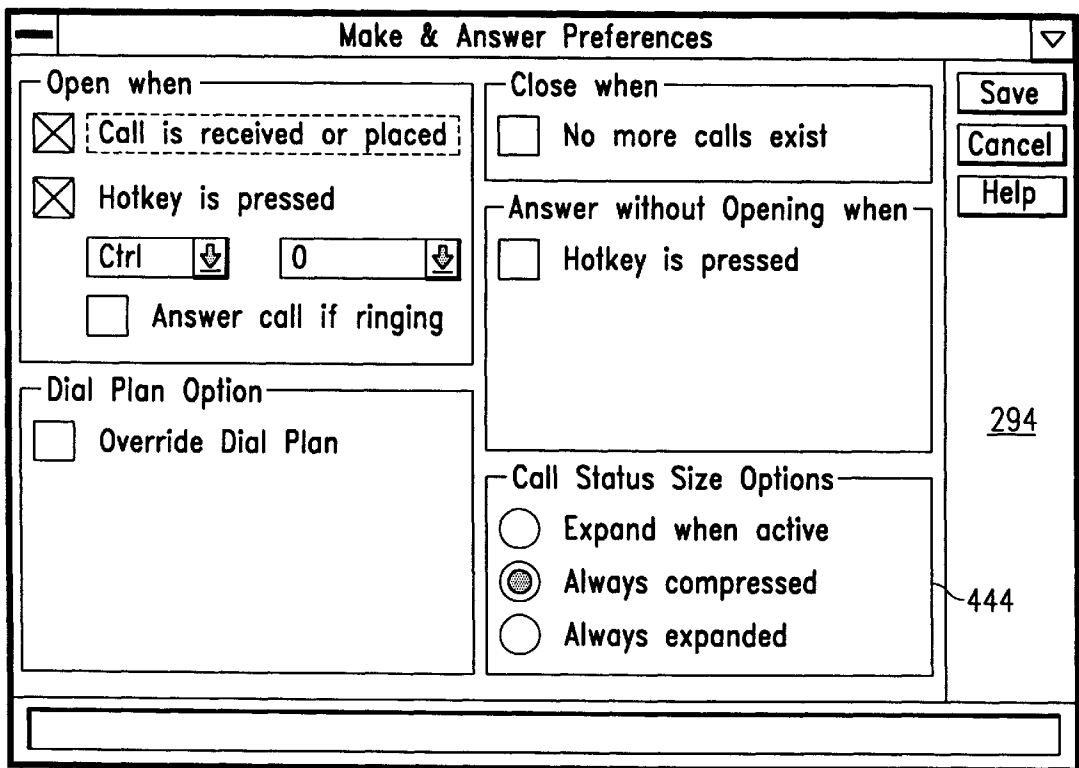 Make & Answer Preferences
Open when
Call is received or placed
Hotkey is pressed
Ctrl 0
Answer call if ringing
Dial Plan Option
Override Dial Plan
Close when
No more calls exist
Answer without Opening when
Hotkey is pressed
Call Status Size Options
Expand when active
Always compressed
Always expanded
Save
Cancel
Help
294
444